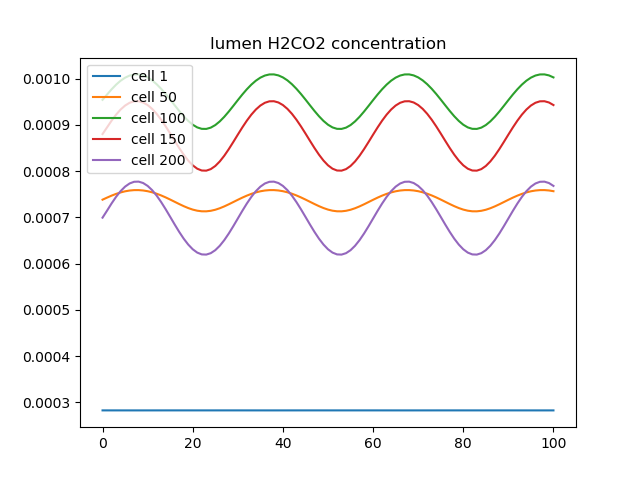 lumen H2CO2 concentration
0.0010
0.0009
0.0008
0.0007
0.0006
0.0005
0.0004
0.0003
cell 1
cell 50
cell 100
cell 150
cell 200
0 20 40 60 80 100